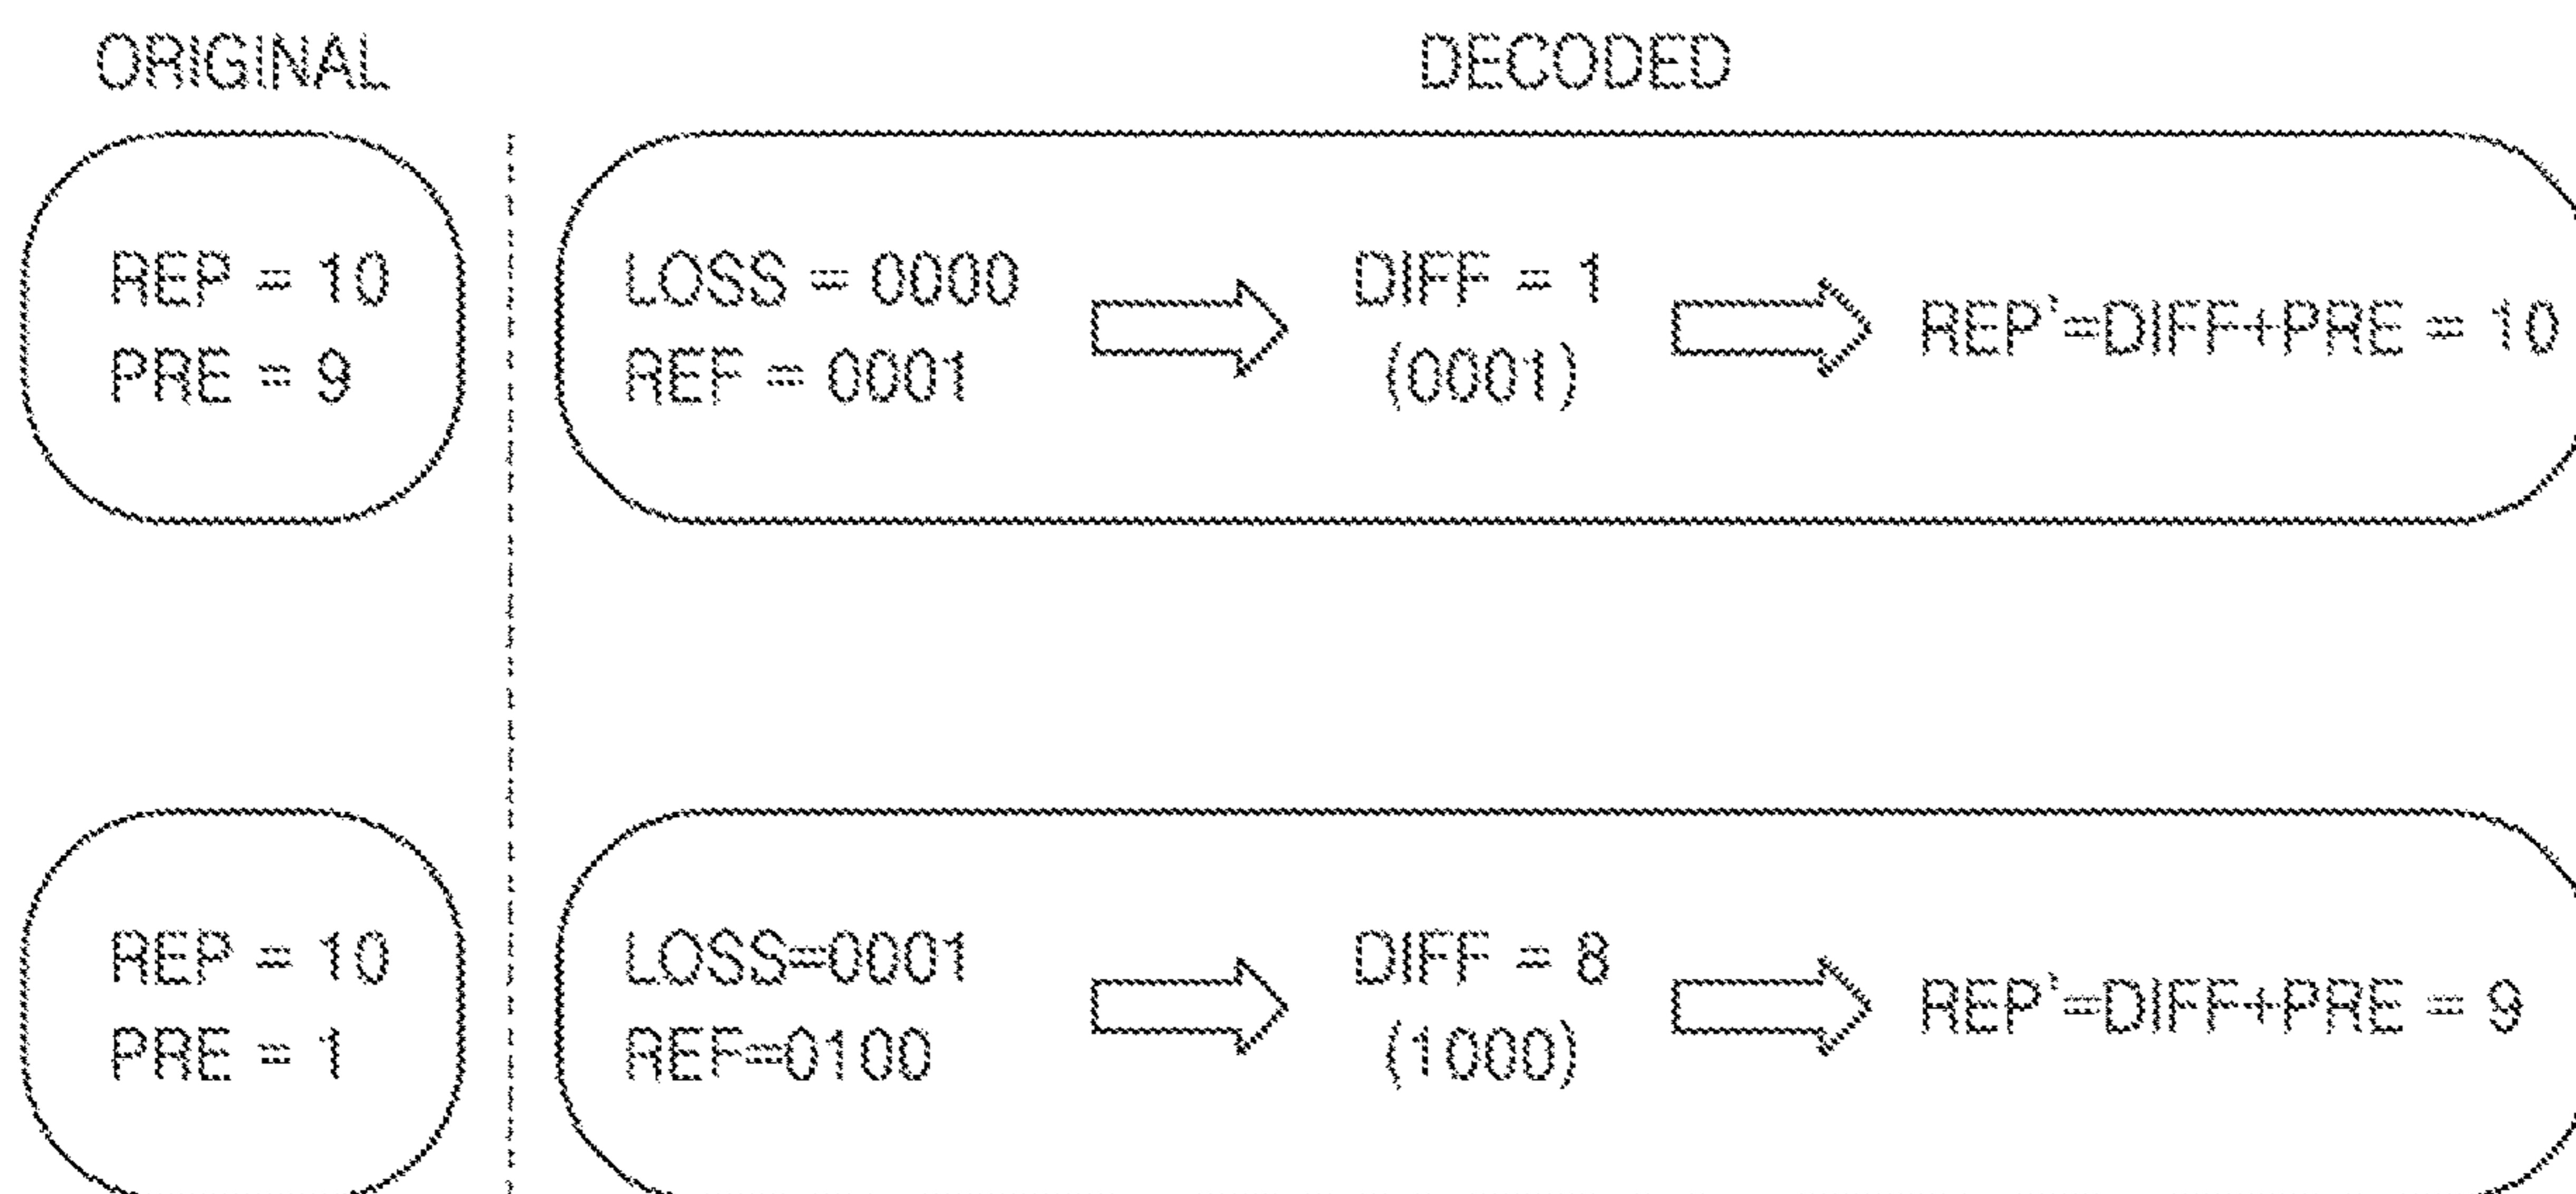 ORIGINAL
DECODED
REP = 10
PRE = 9
LOSS = 0000
REF = 0001
DIFF = 1
(0001)
REP'=DIFF+PRE = 10
REP = 10
PRE = 1
LOSS=0001
REF=0100
DIFF = 8
(1000)
REP'=DIFF+PRE = 9